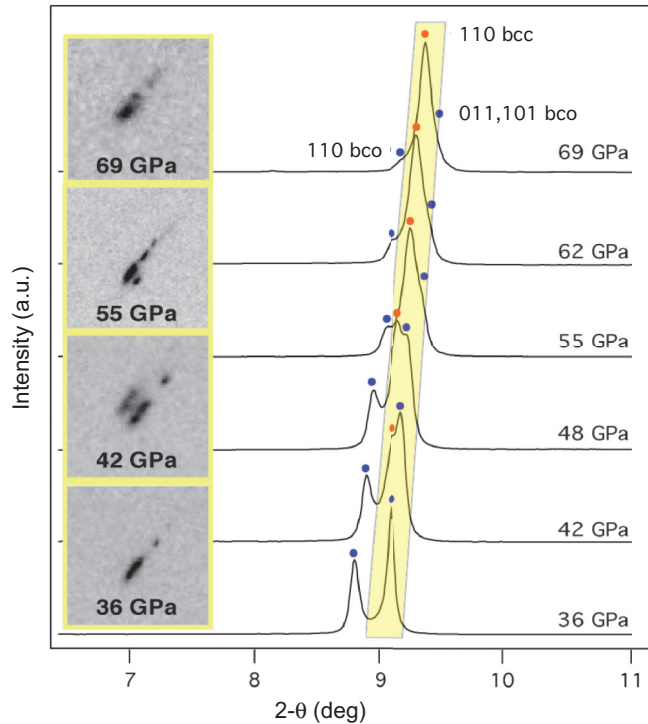 110 bcc
011,101 bco
110 bco
69 GPa
69 GPa
62 GPa
55 GPa
55 GPa
48 GPa
42 GPa
42 GPa
36 GPa
36 GPa
Intensity (a.u.)
7 8 9 10 11
2-θ (deg)